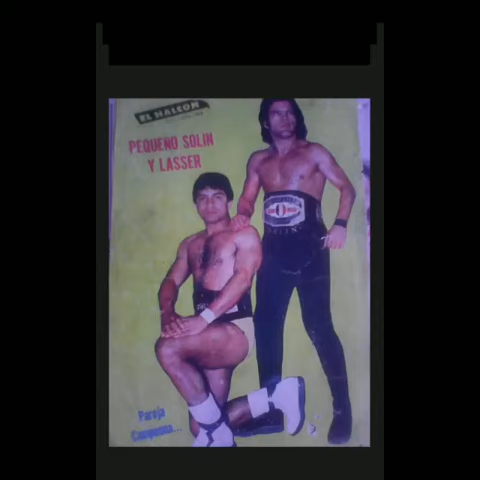 EL HALCON
PEQUEÑO SOLIN
Y LASSER
Pareja
Campeona...